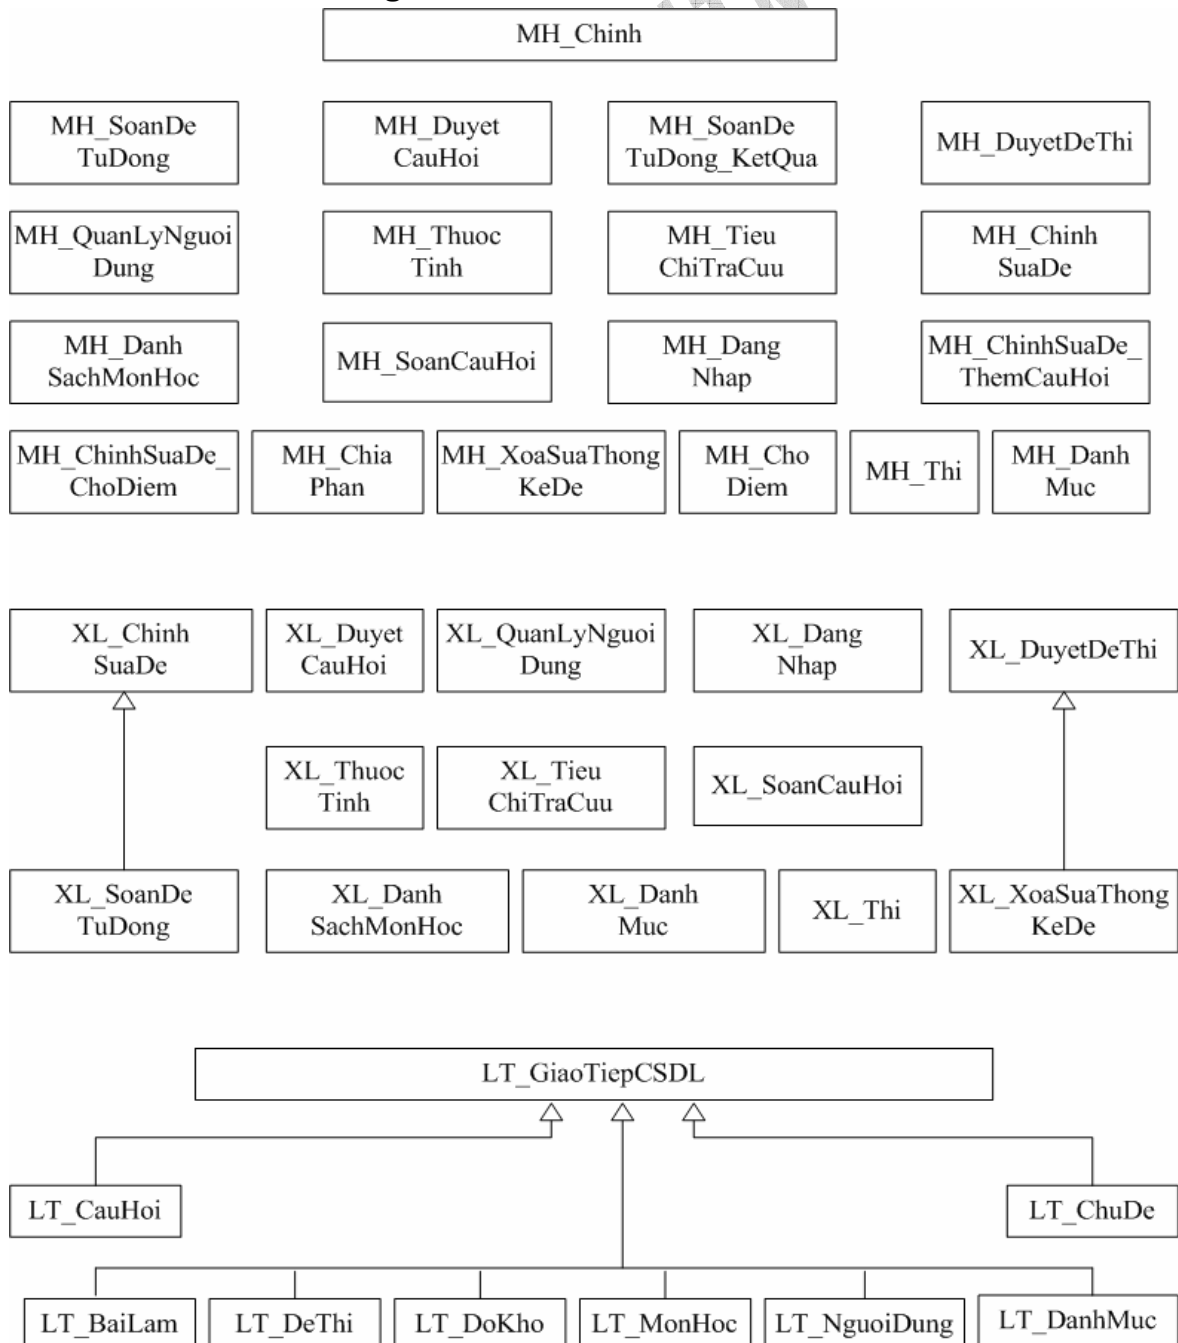 MH_Chinh
MH_SoanDe
TuDong
MH_Duyet
CauHoi
MH_SoanDe
TuDong_KetQua
MH_DuyetDeThi
MH_QuanLyNguoi
Dung
MH_Thuoc
Tinh
MH_Tieu
ChiTraCuu
MH_Chinh
SuaDe
MH_Danh
SachMonHoc
MH_SoanCauHoi
MH_Dang
Nhap
MH_ChinhSuaDe_
ThemCauHoi
MH_ChinhSuaDe_
ChoDiem
MH_Chia
Phan
MH_XoaSuaThong
KeDe
MH_Cho
Diem
MH_Thi
MH_Danh
Muc
XL_Chinh
SuaDe
XL_Duyet
CauHoi
XL_QuanLyNguoi
Dung
XL_Dang
Nhap
XL_DuyetDeThi
XL_Thuoc
Tinh
XL_Tieu
ChiTraCuu
XL_SoanCauHoi
XL_SoanDe
TuDong
XL_Danh
SachMonHoc
XL_Danh
Muc
XL_Thi
XL_XoaSuaThong
KeDe
LT_GiaoTiepCSDL
LT_CauHoi
LT_ChuDe
LT_BaiLam
LT_DeThi
LT_DoKho
LT_MonHoc
LT_NguoiDung
LT_DanhMuc